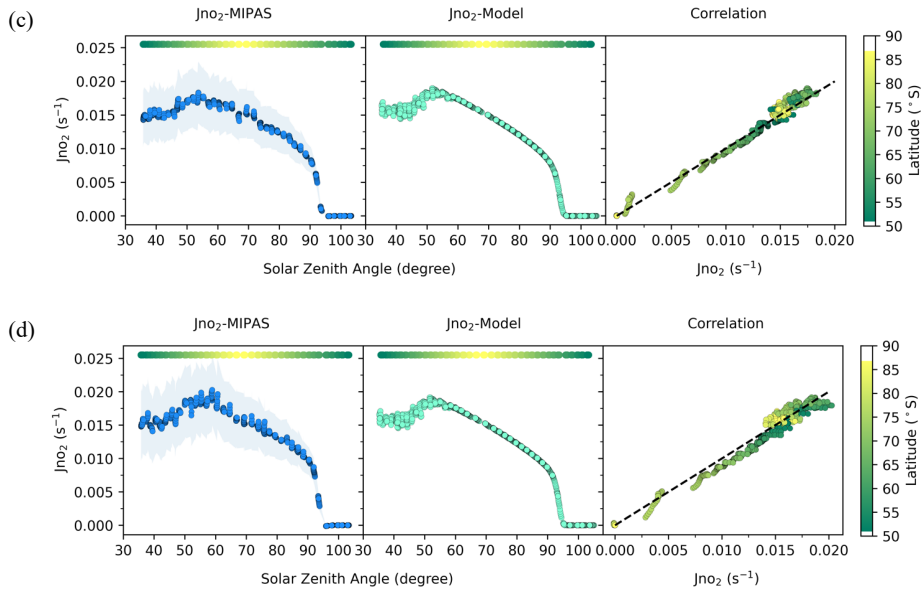 (c)
Jno₂-MIPAS Jno₂-Model Correlation
0.025
0.020
0.015
0.010
0.005
0.000
Jno₂ (s⁻¹)
30 40 50 60 70 80 90 100 30 40 50 60 70 80 90 100 0.000 0.005 0.010 0.015 0.020
Solar Zenith Angle (degree) Jno₂ (s⁻¹)
90
85
80
75
70
65
60
55
50
Latitude (°S)
(d)
Jno₂-MIPAS Jno₂-Model Correlation
0.025
0.020
0.015
0.010
0.005
0.000
Jno₂ (s⁻¹)
30 40 50 60 70 80 90 100 30 40 50 60 70 80 90 100 0.000 0.005 0.010 0.015 0.020
Solar Zenith Angle (degree) Jno₂ (s⁻¹)
90
85
80
75
70
65
60
55
50
Latitude (°S)